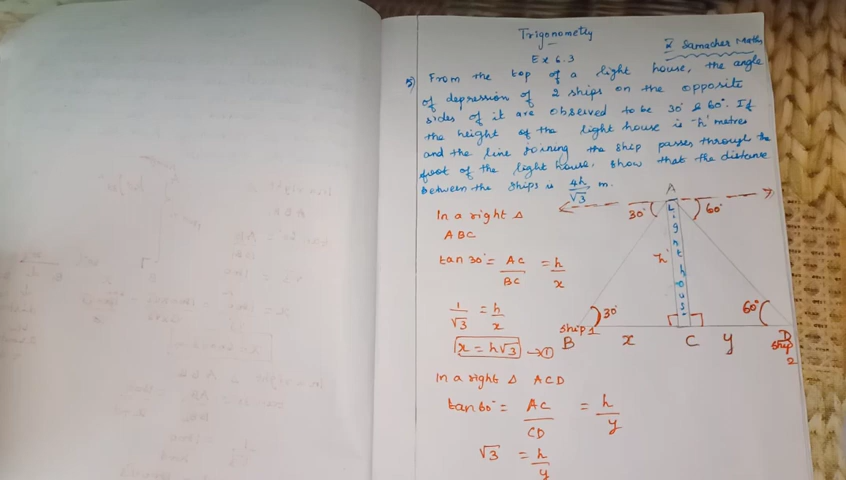 Trigonometry
X Samacheer Maths
Ex 6.3
5) From the top of a light house, the angle
of depression of 2 ships on the opposite
sides of it are observed to be 30° & 60°. If
the height of the light house is 'h' metres
and the line joining the ship passes through the
foot of the light house, show that the distance
between the ships is 4h/√3 m.
In a right Δ
ABC
tan 30° = AC/BC = h/x
1/√3 = h/x
x = h√3 → ①
In a right Δ ACD
tan 60° = AC/CD = h/y
√3 = h/y
A
30° 60°
Light house
h
30° 60°
ship 1
B x C y D
ship
2